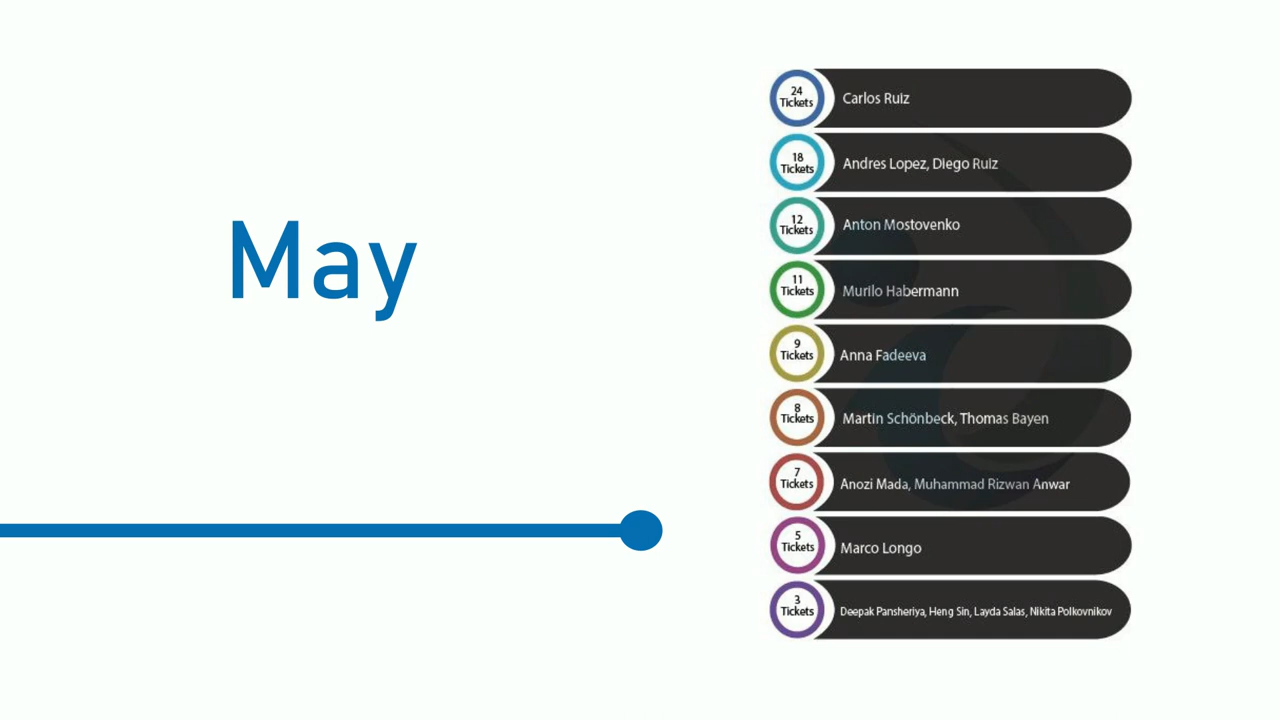 May
24
Tickets
Carlos Ruiz
18
Tickets
Andres Lopez, Diego Ruiz
12
Tickets
Anton Mostovenko
11
Tickets
Murilo Habermann
9
Tickets
Anna Fadeeva
8
Tickets
Martin Schönbeck, Thomas Bayen
7
Tickets
Anozi Mada, Muhammad Rizwan Anwar
5
Tickets
Marco Longo
3
Tickets
Deepak Pansheriya, Heng Sin, Layda Salas, Nikita Polkovnikov